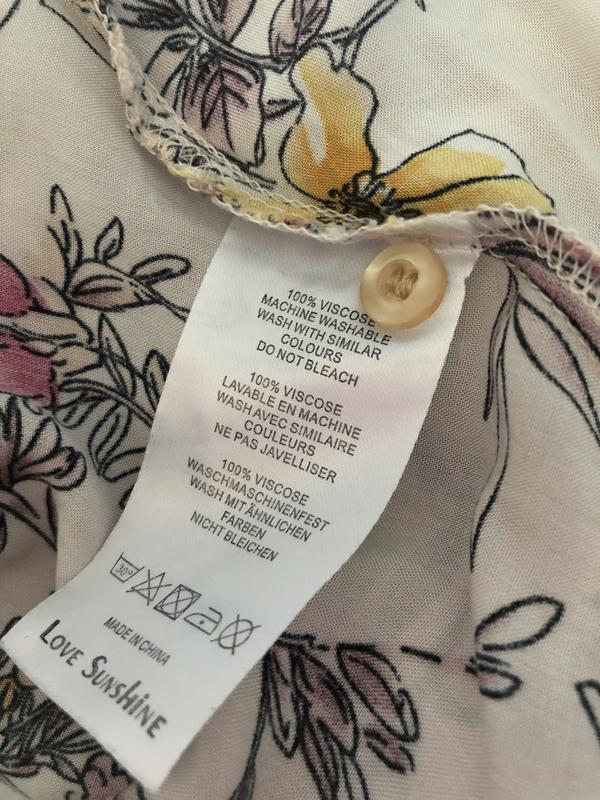 100% VISCOSE
MACHINE WASHABLE
WASH WITH SIMILAR
COLOURS
DO NOT BLEACH
100% VISCOSE
LAVABLE EN MACHINE
WASH AVEC SIMILAIRE
COULEURS
NE PAS JAVELLISER
100% VISCOSE
WASCHMASCHINENFEST
WASH MIT ÄHNLICHEN
FARBEN
NICHT BLEICHEN
30°
MADE IN CHINA
LOVE SUNSHINE